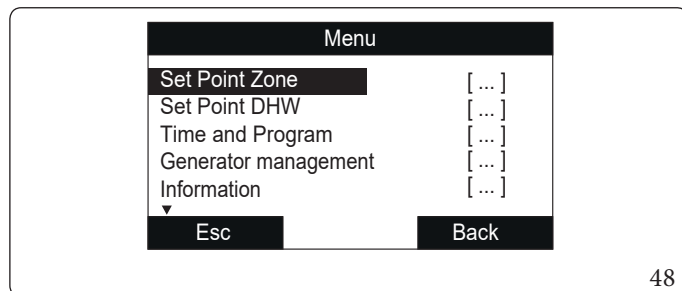 Menu
Set Point Zone [ ... ]
Set Point DHW [ ... ]
Time and Program [ ... ]
Generator management [ ... ]
Information [ ... ]
▼
Esc Back
48